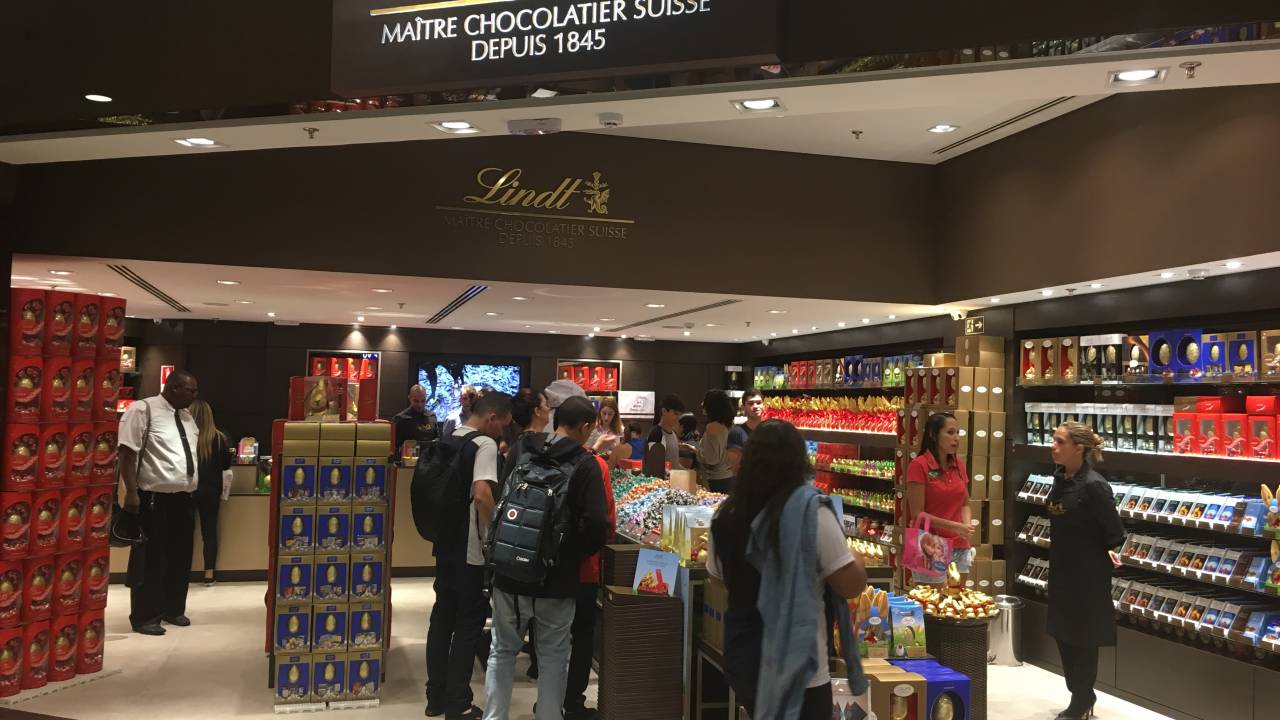 MAÎTRE CHOCOLATIER SUISSE
DEPUIS 1845
Lindt
MAÎTRE CHOCOLATIER SUISSE
DEPUIS 1845